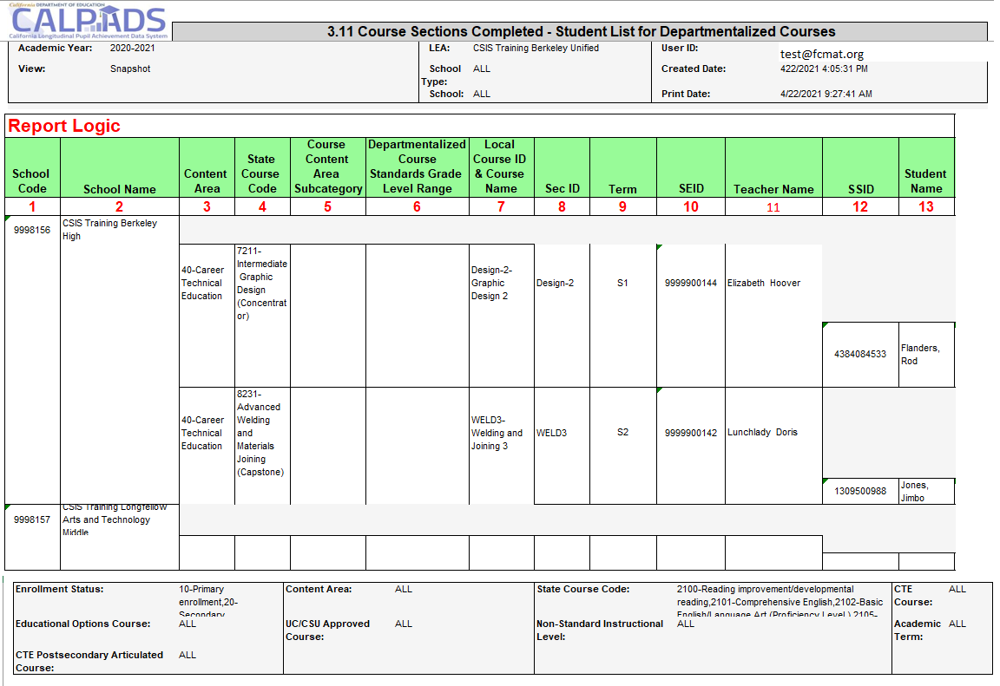 California DEPARTMENT OF EDUCATION
CALPADS
California Longitudinal Pupil Achievement Data System
3.11 Course Sections Completed - Student List for Departmentalized Courses
Academic Year: 2020-2021
View: Snapshot
LEA: CSIS Training Berkeley Unified
School Type: ALL
School: ALL
User ID: test@fcmat.org
Created Date: 422/2021 4:05:31 PM
Print Date: 4/22/2021 9:27:41 AM
Report Logic
School Code
School Name
Content Area
State Course Code
Course Content Area Subcategory
Departmentalized Course Standards Grade Level Range
Local Course ID & Course Name
Sec ID
Term
SEID
Teacher Name
SSID
Student Name
1 2 3 4 5 6 7 8 9 10 11 12 13
9998156
CSIS Training Berkeley
High
40-Career
Technical
Education
7211-
Intermediate
Graphic
Design
(Concentrat
or)
Design-2-
Graphic
Design 2
Design-2
S1
9999900144
Elizabeth Hoover
4384084533
Flanders,
Rod
40-Career
Technical
Education
8231-
Advanced
Welding
and
Materials
Joining
(Capstone)
WELD3-
Welding and
Joining 3
WELD3
S2
9999900142
Lunchlady Doris
1309500988
Jones,
Jimbo
9998157
CSIS Training Longfellow
Arts and Technology
Middle
Enrollment Status: 10-Primary
enrollment,20-
Secondary
Educational Options Course: ALL
CTE Postsecondary Articulated
Course: ALL
Content Area: ALL
UC/CSU Approved
Course: ALL
State Course Code: 2100-Reading improvement/developmental
reading,2101-Comprehensive English,2102-Basic
English/Language Art (Proficiency Level ),2105-
Non-Standard Instructional
Level: ALL
CTE
Course: ALL
Academic
Term: ALL